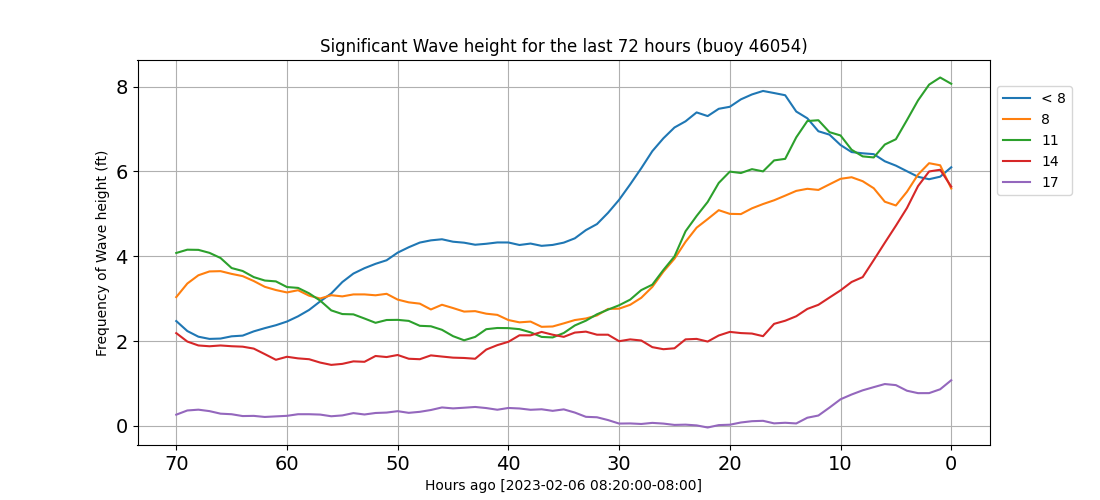 Significant Wave height for the last 72 hours (buoy 46054)
Frequency of Wave height (ft)
8
6
4
2
0
70 60 50 40 30 20 10 0
Hours ago [2023-02-06 08:20:00-08:00]
< 8
8
11
14
17